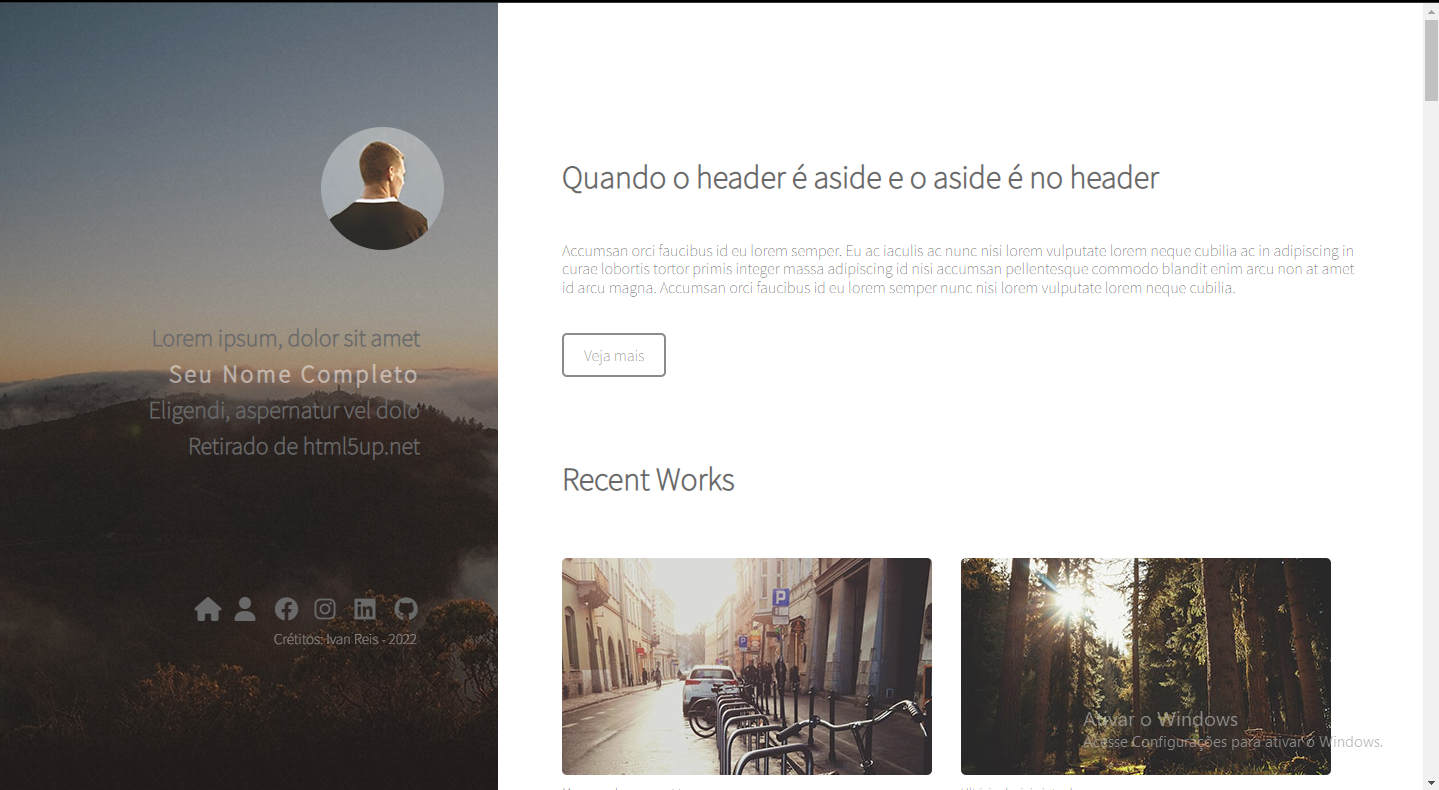 Lorem ipsum, dolor sit amet
Seu Nome Completo
Eligendi, aspernatur vel dolo
Retirado de html5up.net
Crétitos: Ivan Reis - 2022
Quando o header é aside e o aside é no header
Accumsan orci faucibus id eu lorem semper. Eu ac iaculis ac nunc nisi lorem vulputate lorem neque cubilia ac in adipiscing in
curae lobortis tortor primis integer massa adipiscing id nisi accumsan pellentesque commodo blandit enim arcu non at amet
id arcu magna. Accumsan orci faucibus id eu lorem semper nunc nisi lorem vulputate lorem neque cubilia.
Veja mais
Recent Works
P
Ativar o Windows
Acesse Configurações para ativar o Windows.